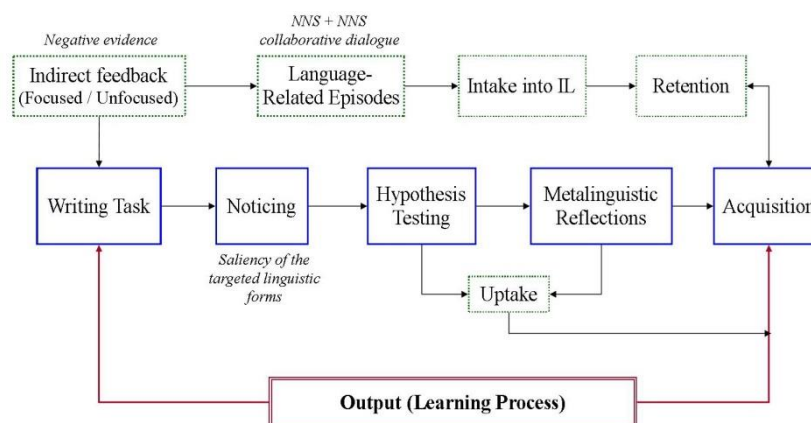 Negative evidence
NNS + NNS
collaborative dialogue
Indirect feedback
(Focused / Unfocused)
Language-
Related Episodes
Intake into IL
Retention
Writing Task
Noticing
Hypothesis
Testing
Metalinguistic
Reflections
Acquisition
Saliency of the
targeted linguistic
forms
Uptake
Output (Learning Process)